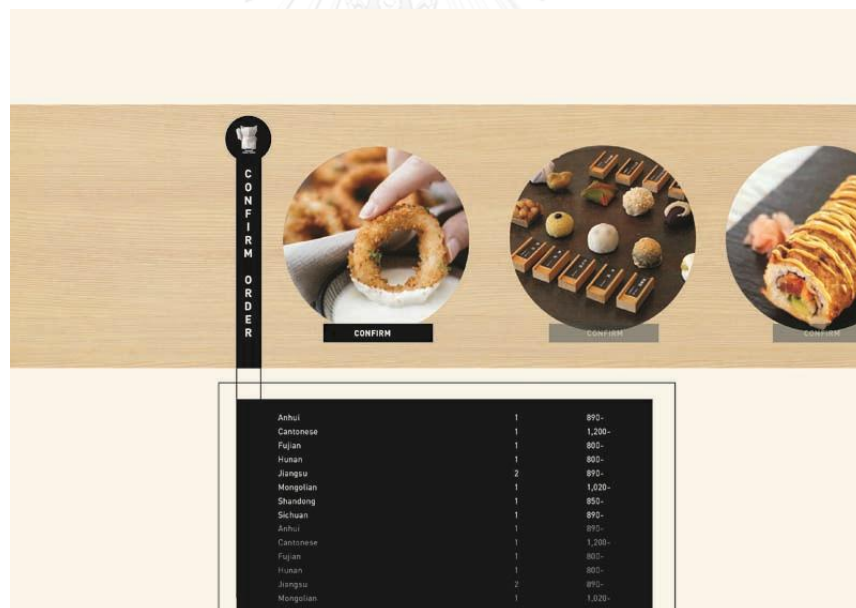 CONFIRM ORDER
CONFIRM
CONFIRM
CONFIRM
Anhui 1 890-
Cantonese 1 1,200-
Fujian 1 800-
Hunan 1 800-
Jiangsu 2 890-
Mongolian 1 1,020-
Shandong 1 850-
Sichuan 1 890-
Anhui 1 890-
Cantonese 1 1,200-
Fujian 1 800-
Hunan 1 800-
Jiangsu 2 890-
Mongolian 1 1,020-